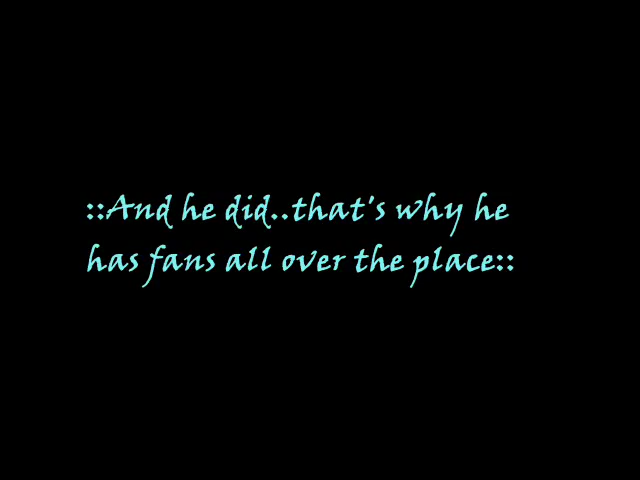 ::And he did..that's why he
has fans all over the place::